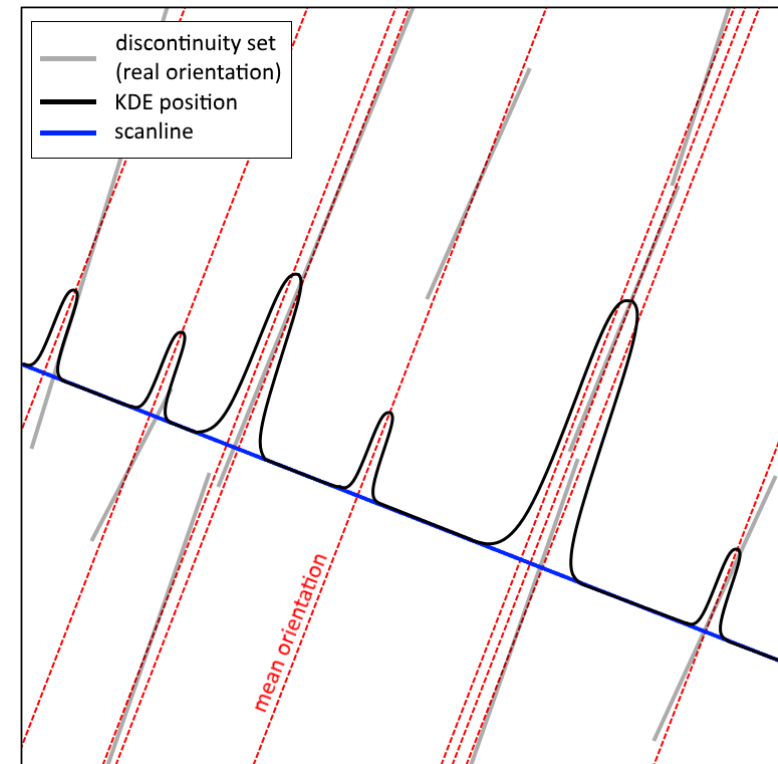 discontinuity set
(real orientation)
KDE position
scanline
mean orientation